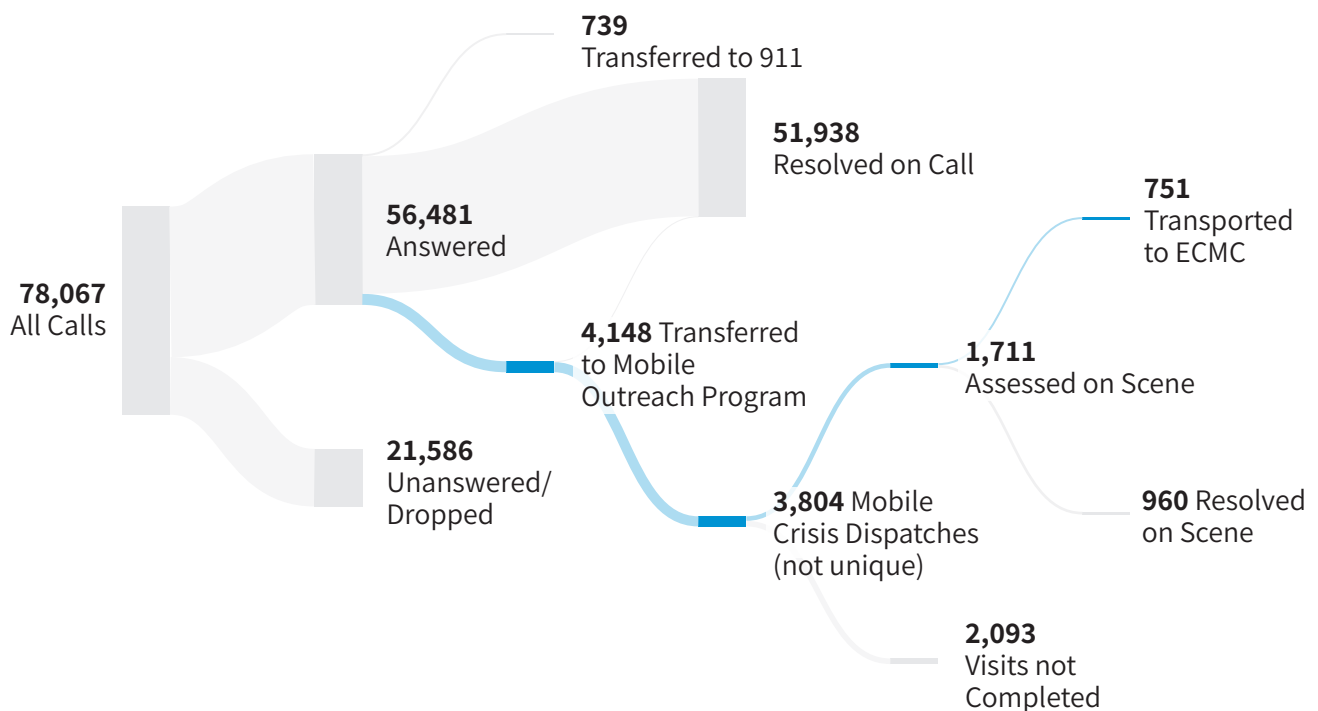 739
Transferred to 911
51,938
Resolved on Call
751
Transported
to ECMC
56,481
Answered
78,067
All Calls
4,148 Transferred
to Mobile
Outreach Program
1,711
Assessed on Scene
21,586
Unanswered/
Dropped
3,804 Mobile
Crisis Dispatches
(not unique)
960 Resolved
on Scene
2,093
Visits not
Completed